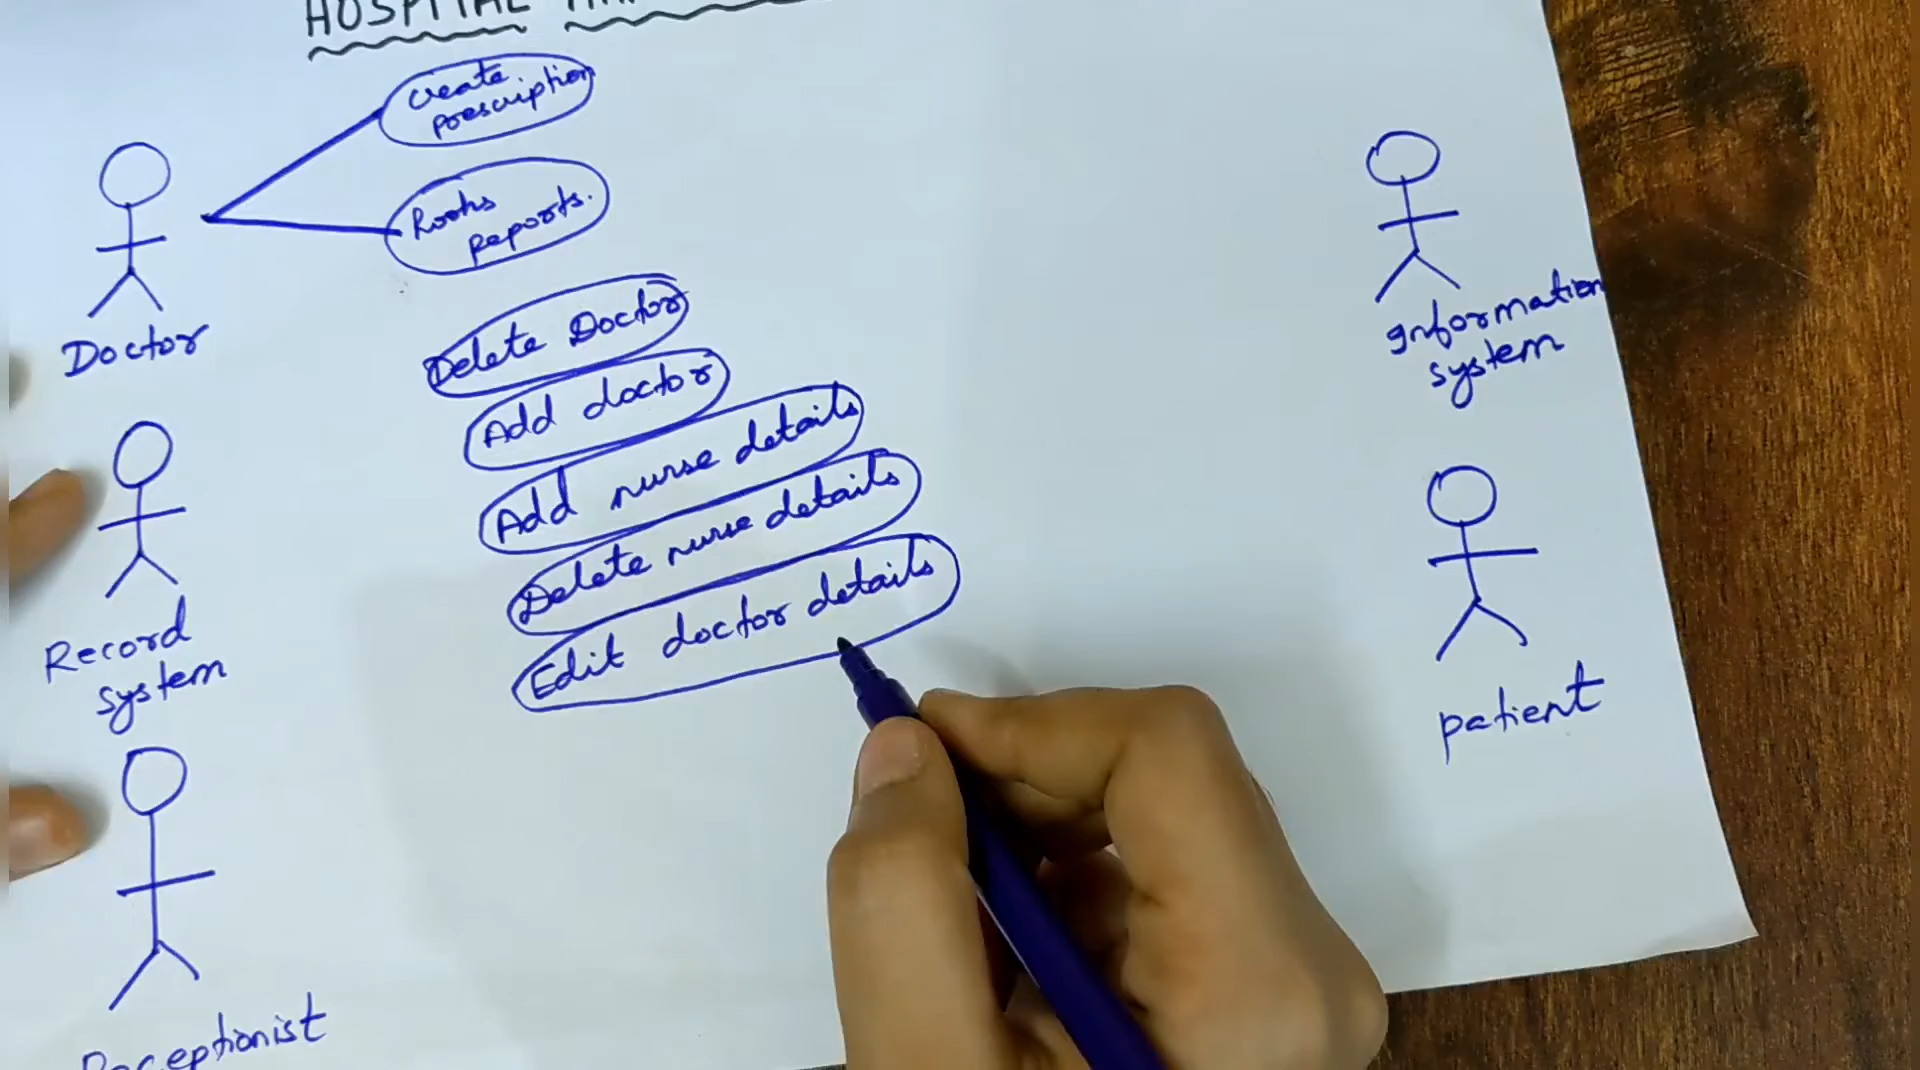 HOSPITAL
create
prescription
reports.
Doctor
Delete Doctor
Add doctor
Add nurse details
Delete nurse details
Edit doctor details
Record
system
Receptionist
Information
system
patient